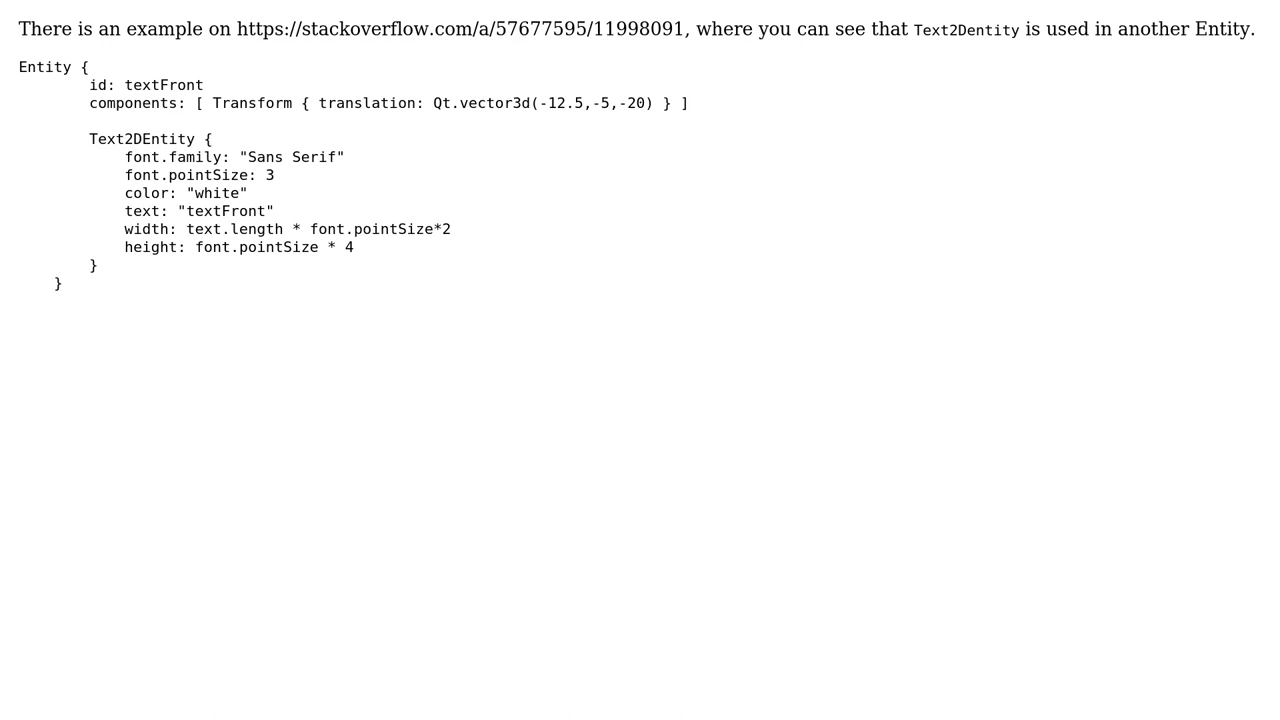 There is an example on https://stackoverflow.com/a/57677595/11998091, where you can see that Text2Dentity is used in another Entity.
Entity {
        id: textFront
        components: [ Transform { translation: Qt.vector3d(-12.5,-5,-20) } ]

        Text2DEntity {
            font.family: "Sans Serif"
            font.pointSize: 3
            color: "white"
            text: "textFront"
            width: text.length * font.pointSize*2
            height: font.pointSize * 4
        }
    }